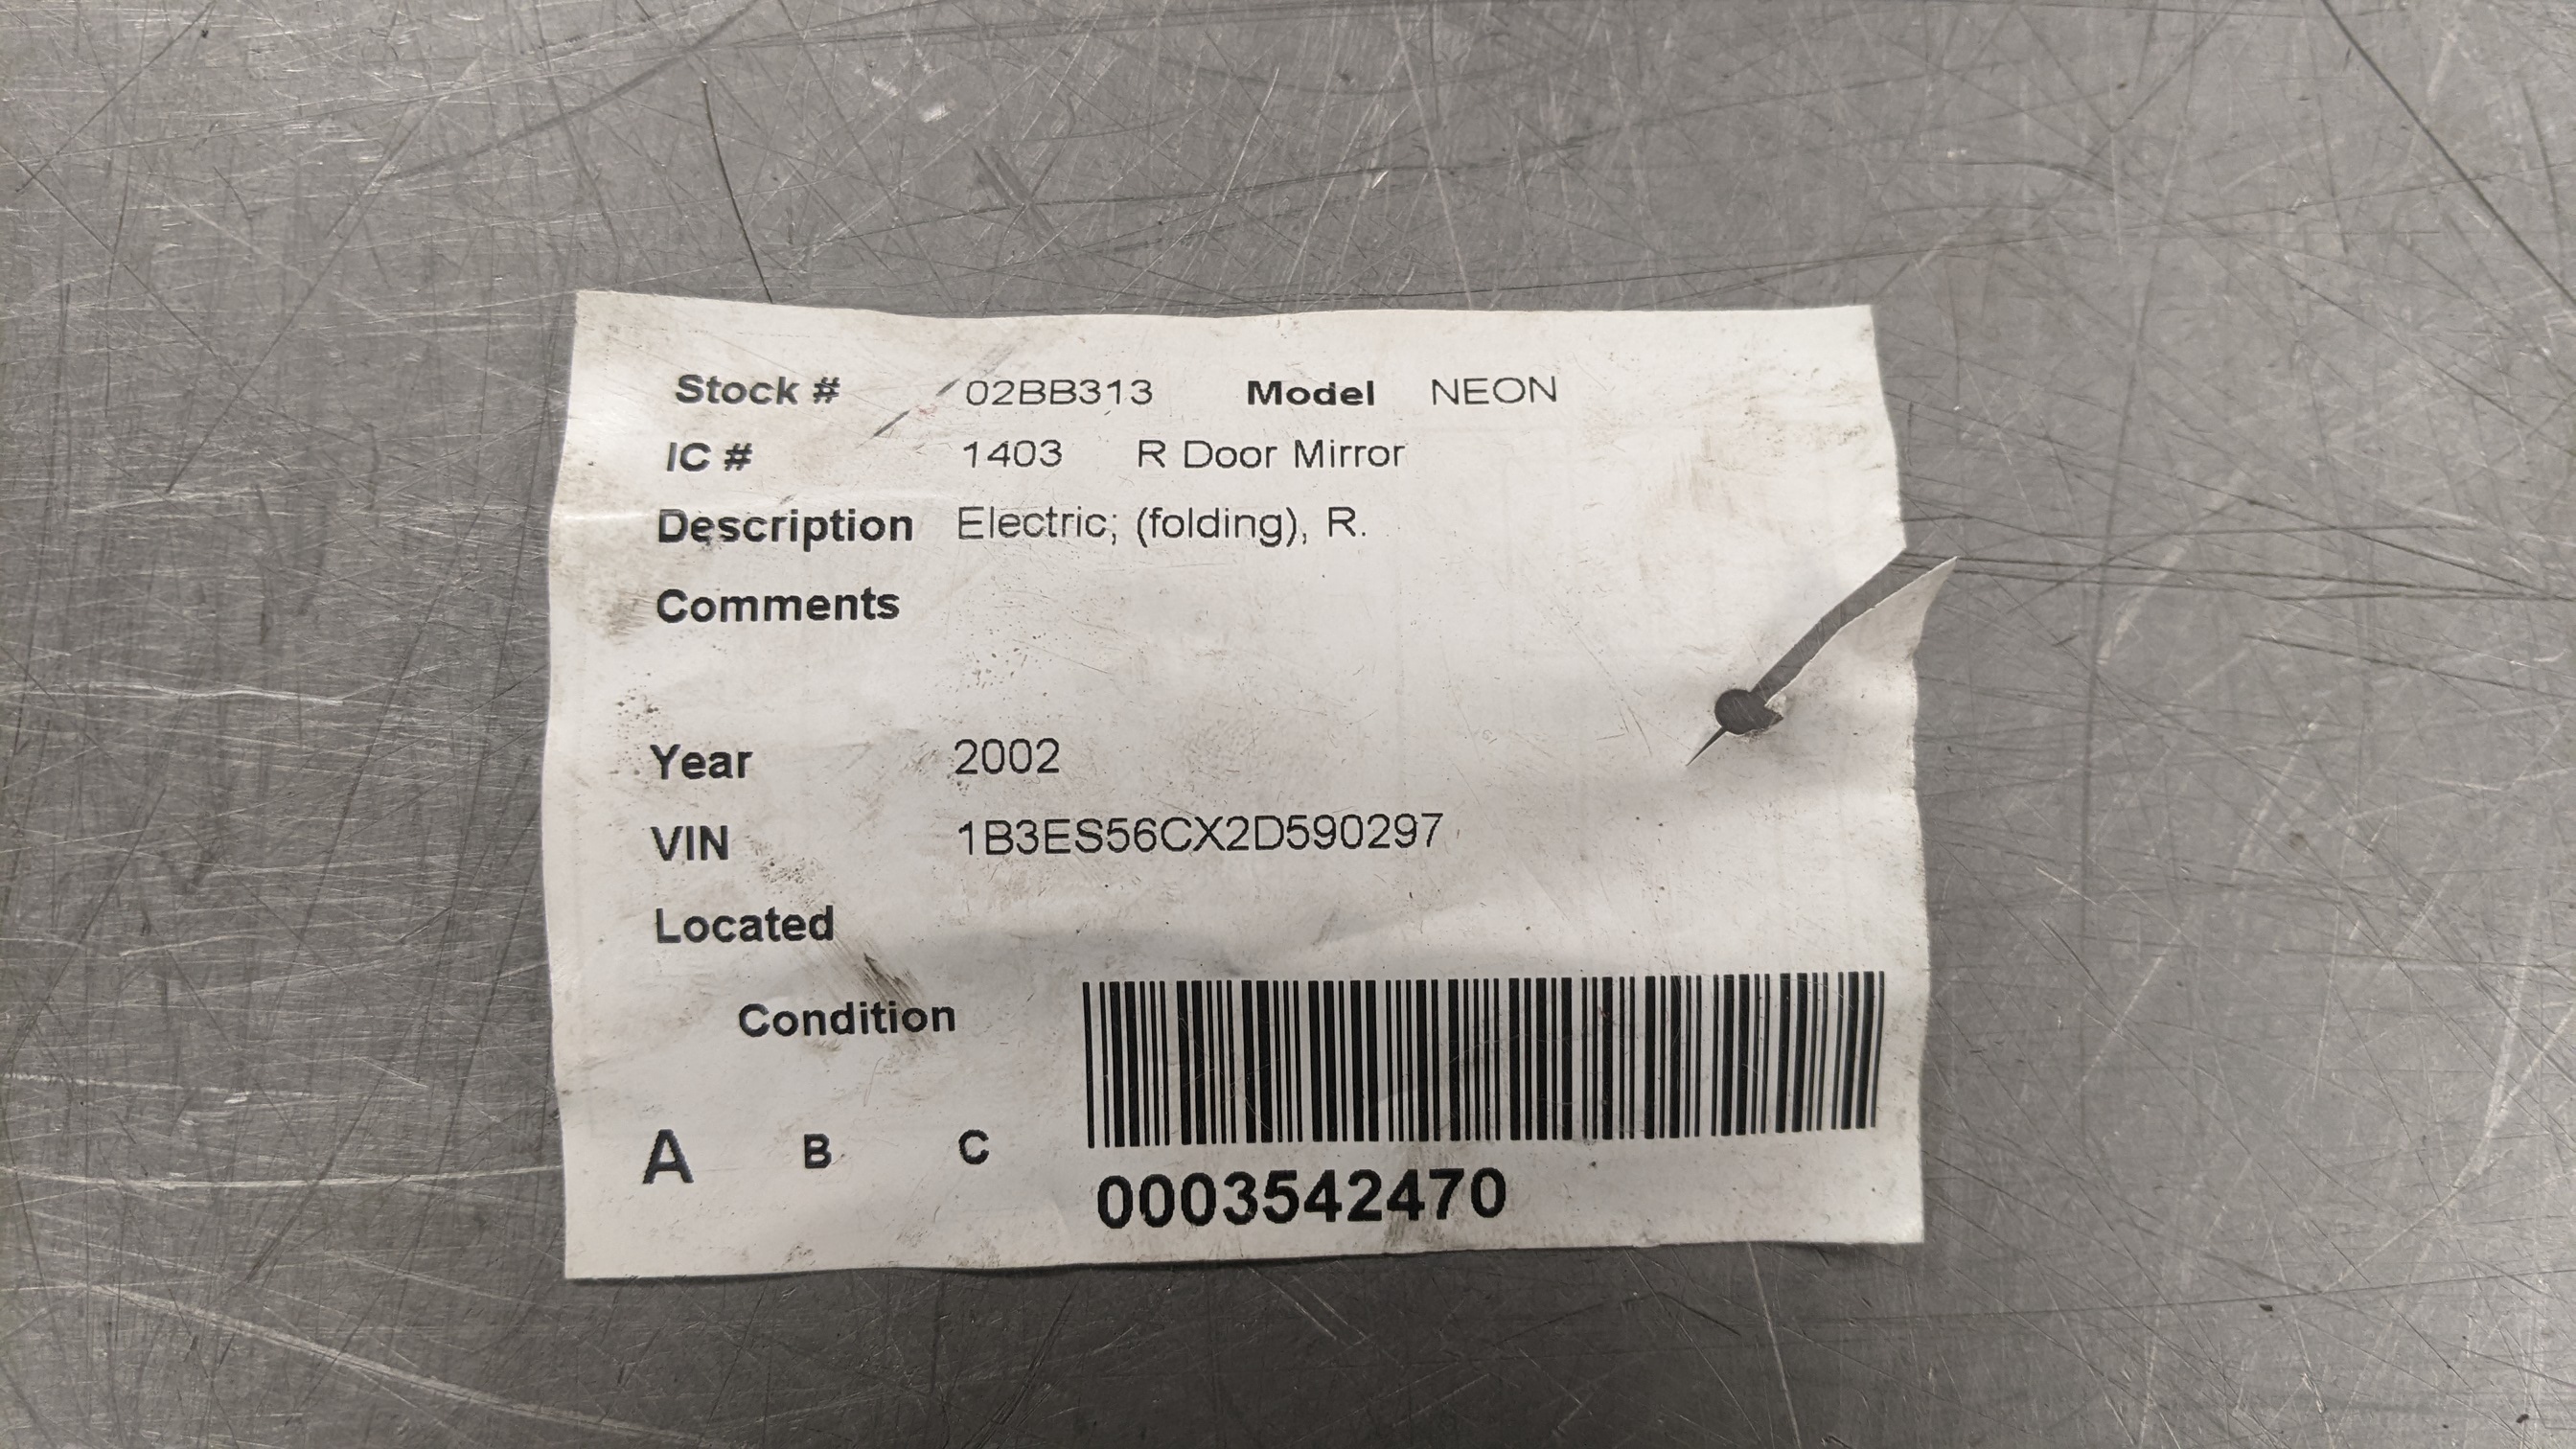 Stock # 02BB313 Model NEON
IC # 1403 R Door Mirror
Description Electric; (folding), R.
Comments
Year 2002
VIN 1B3ES56CX2D590297
Located
Condition
A B C
0003542470